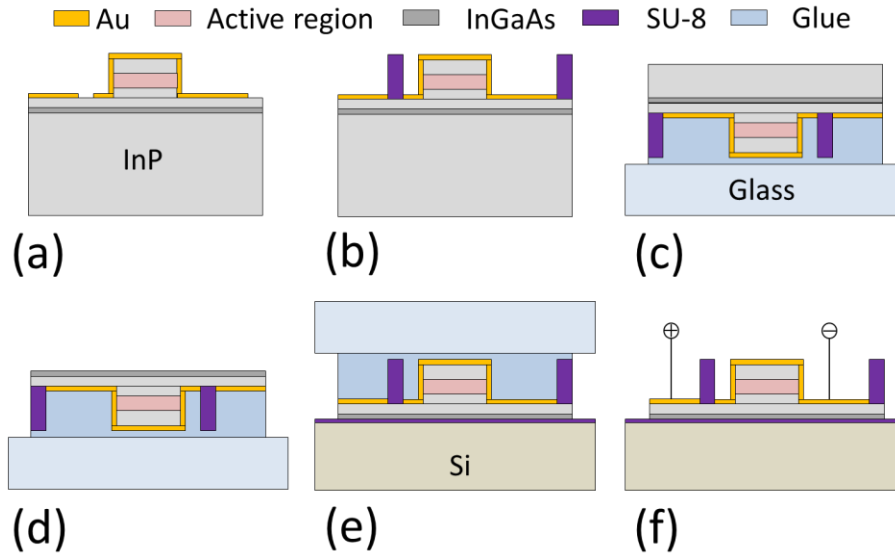 Au Active region InGaAs SU-8 Glue
InP
Glass
(a) (b) (c)
Si
(d) (e) (f)